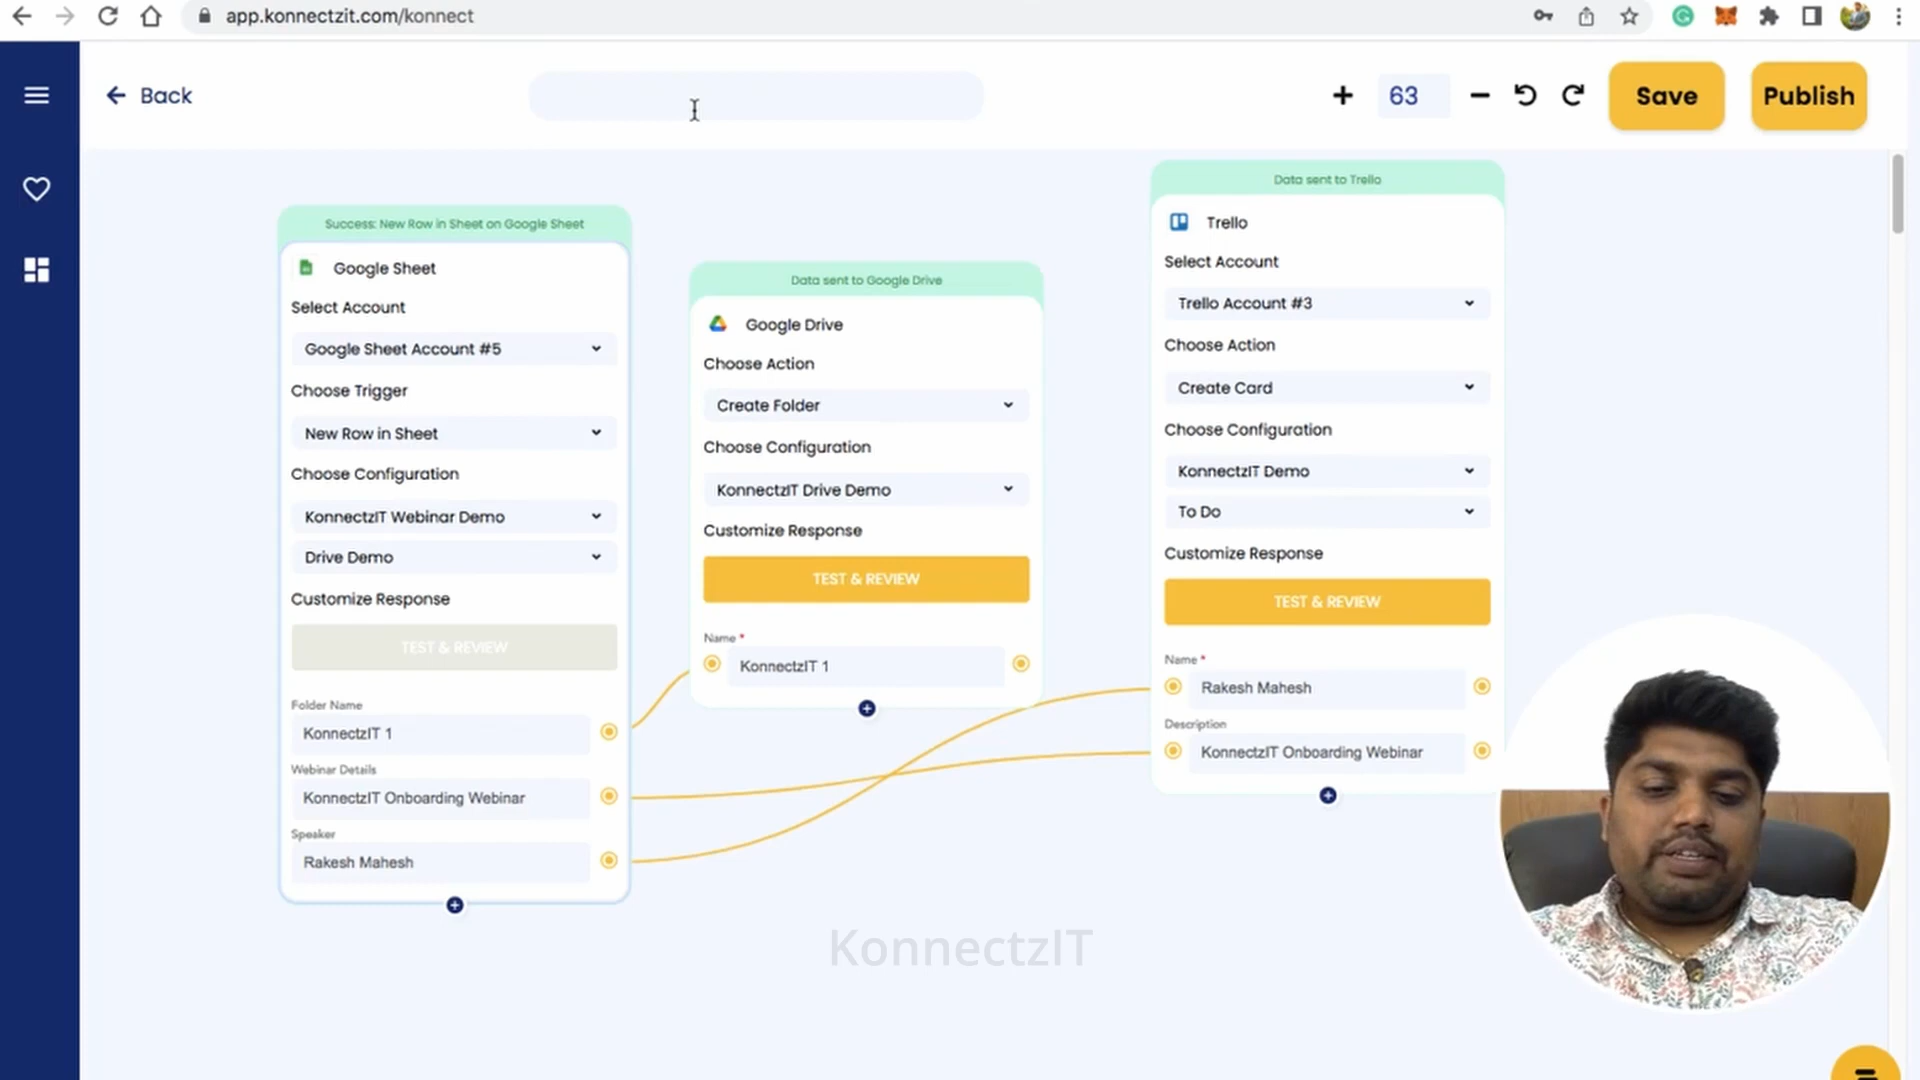 app.konnectzit.com/konnect
Back
63
Save
Publish
Success: New Row in Sheet on Google Sheet
Google Sheet
Select Account
Google Sheet Account #5
Choose Trigger
New Row in Sheet
Choose Configuration
KonnectzIT Webinar Demo
Drive Demo
Customize Response
TEST & REVIEW
Folder Name
KonnectzIT 1
Webinar Details
KonnectzIT Onboarding Webinar
Speaker
Rakesh Mahesh
Data sent to Google Drive
Google Drive
Choose Action
Create Folder
Choose Configuration
KonnectzIT Drive Demo
Customize Response
TEST & REVIEW
Name *
KonnectzIT 1
Data sent to Trello
Trello
Select Account
Trello Account #3
Choose Action
Create Card
Choose Configuration
KonnectzIT Demo
To Do
Customize Response
TEST & REVIEW
Name *
Rakesh Mahesh
Description
KonnectzIT Onboarding Webinar
KonnectzIT